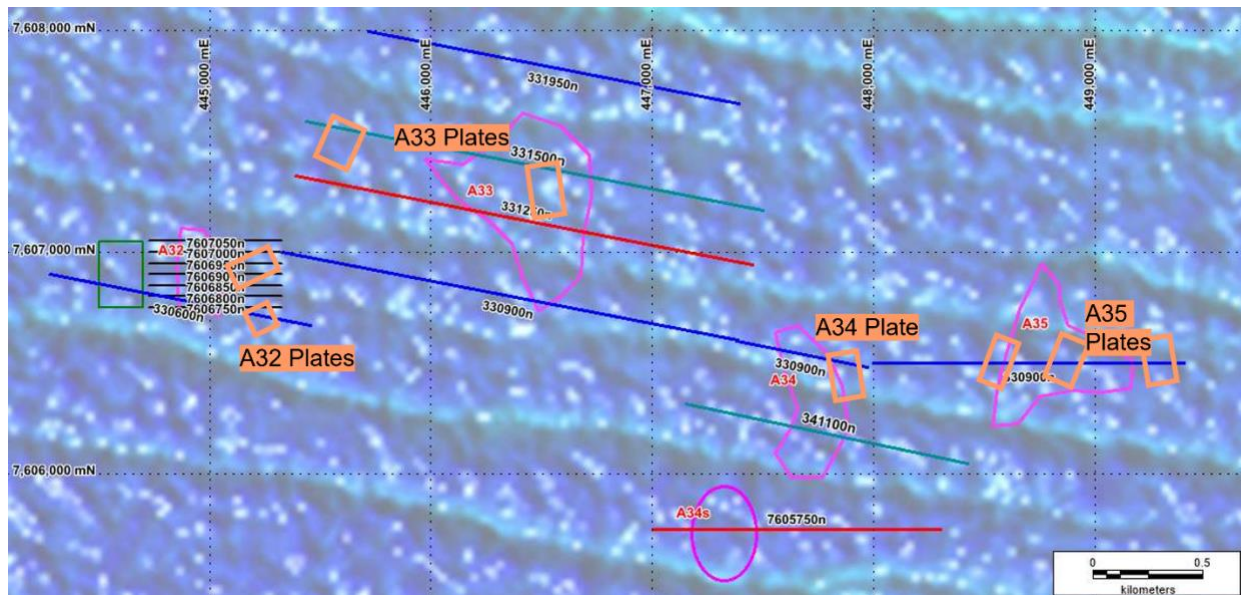 7,608,000 mN
445,000 mE
446,000 mE
447,000 mE
448,000 mE
449,000 mE
331950n
A33 Plates
331500n
A33
7,607,000 mN
A32
7607050n
7607000n
7606900n
7606850n
7606800n
7606750n
330600n
A32 Plates
330900n
A34 Plate
330900n
A34
A35
A35
Plates
341100n
7,606,000 mN
A34s
7605750n
0
0.5
kilometers